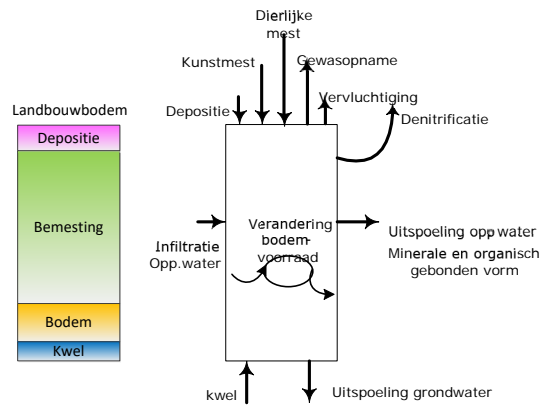 Dierlijke
mest
Kunstmest
Gewasopname
Depositie
Vervluchtiging
Denitrificatie
Landbouwbodem
Depositie
Bemesting
Bodem
Kwel
Infiltratie
Opp.water
Verandering
bodem-
voorraad
Uitspoeling opp water
Minerale en organisch
gebonden vorm
kwel
Uitspoeling grondwater